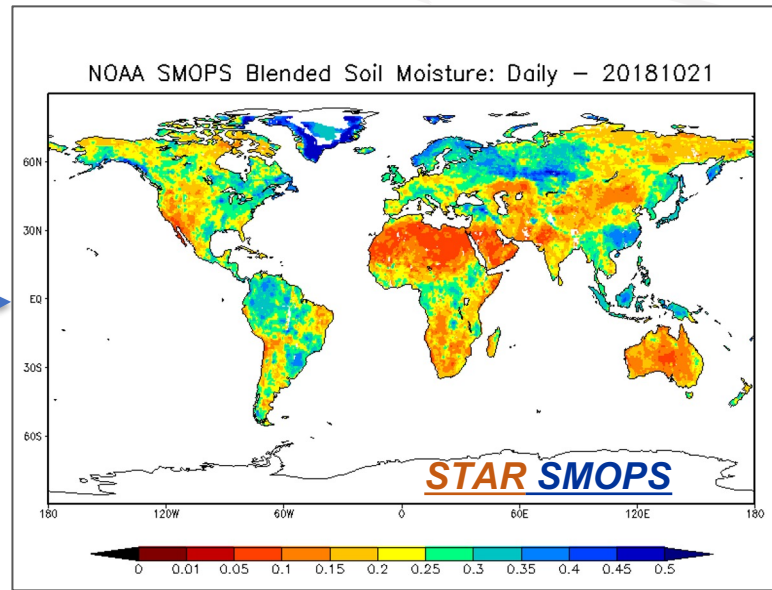 NOAA SMOPS Blended Soil Moisture: Daily – 20181021
60N
30N
EQ
30S
60S
STAR SMOPS
180 120W 60W 0 60E 120E 180
0 0.01 0.05 0.1 0.15 0.2 0.25 0.3 0.35 0.4 0.45 0.5